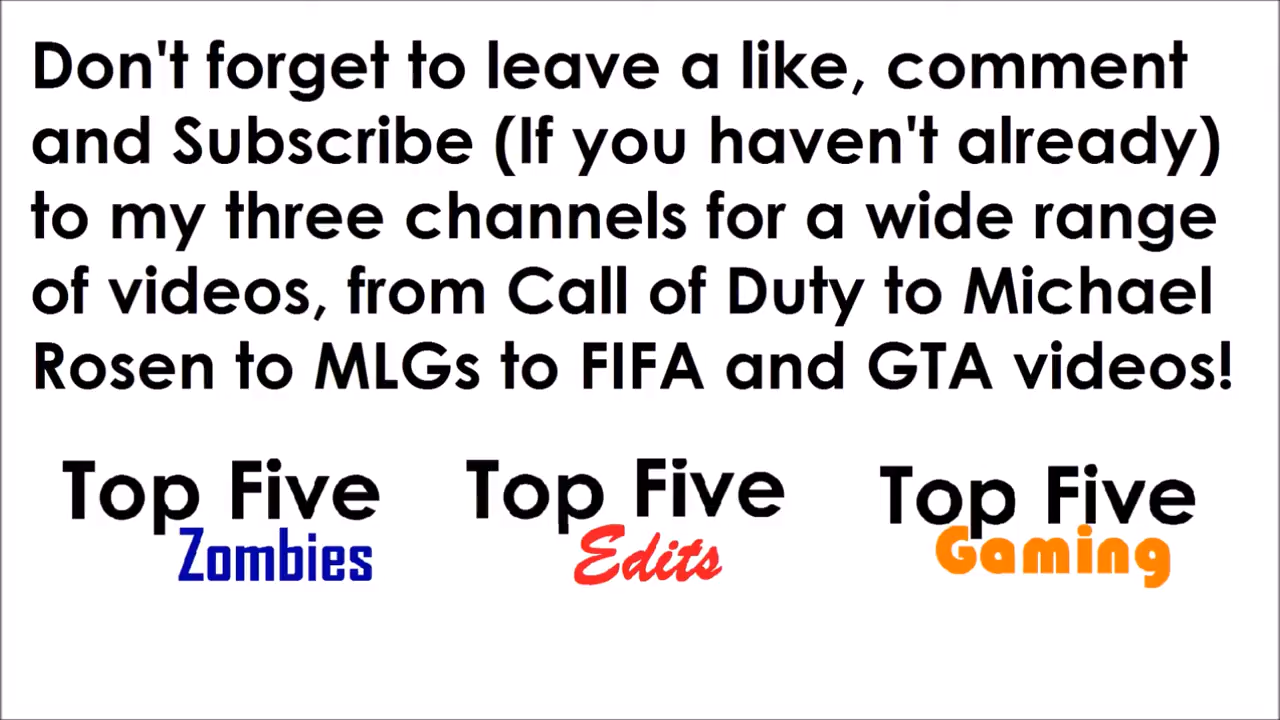 Don't forget to leave a like, comment
and Subscribe (If you haven't already)
to my three channels for a wide range
of videos, from Call of Duty to Michael
Rosen to MLGs to FIFA and GTA videos!
Top Five
Zombies
Top Five
Edits
Top Five
Gaming